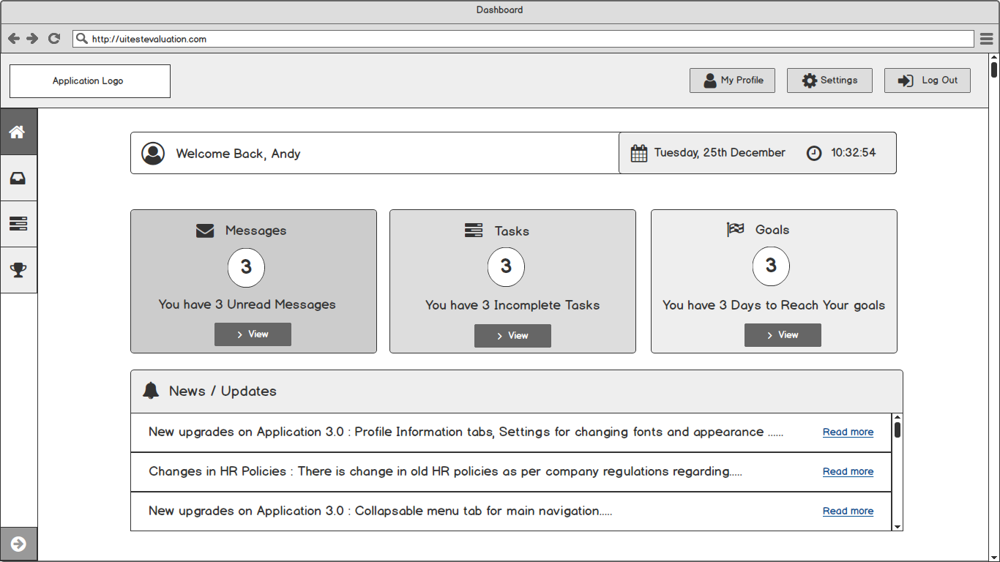 Dashboard
http://uitestevaluation.com
Application Logo
My Profile
Settings
Log Out
Welcome Back, Andy
Tuesday, 25th December
10:32:54
Messages
3
You have 3 Unread Messages
View
Tasks
3
You have 3 Incomplete Tasks
View
Goals
3
You have 3 Days to Reach Your goals
View
News / Updates
New upgrades on Application 3.0 : Profile Information tabs, Settings for changing fonts and appearance ......
Read more
Changes in HR Policies : There is change in old HR policies as per company regulations regarding.....
Read more
New upgrades on Application 3.0 : Collapsable menu tab for main navigation.....
Read more